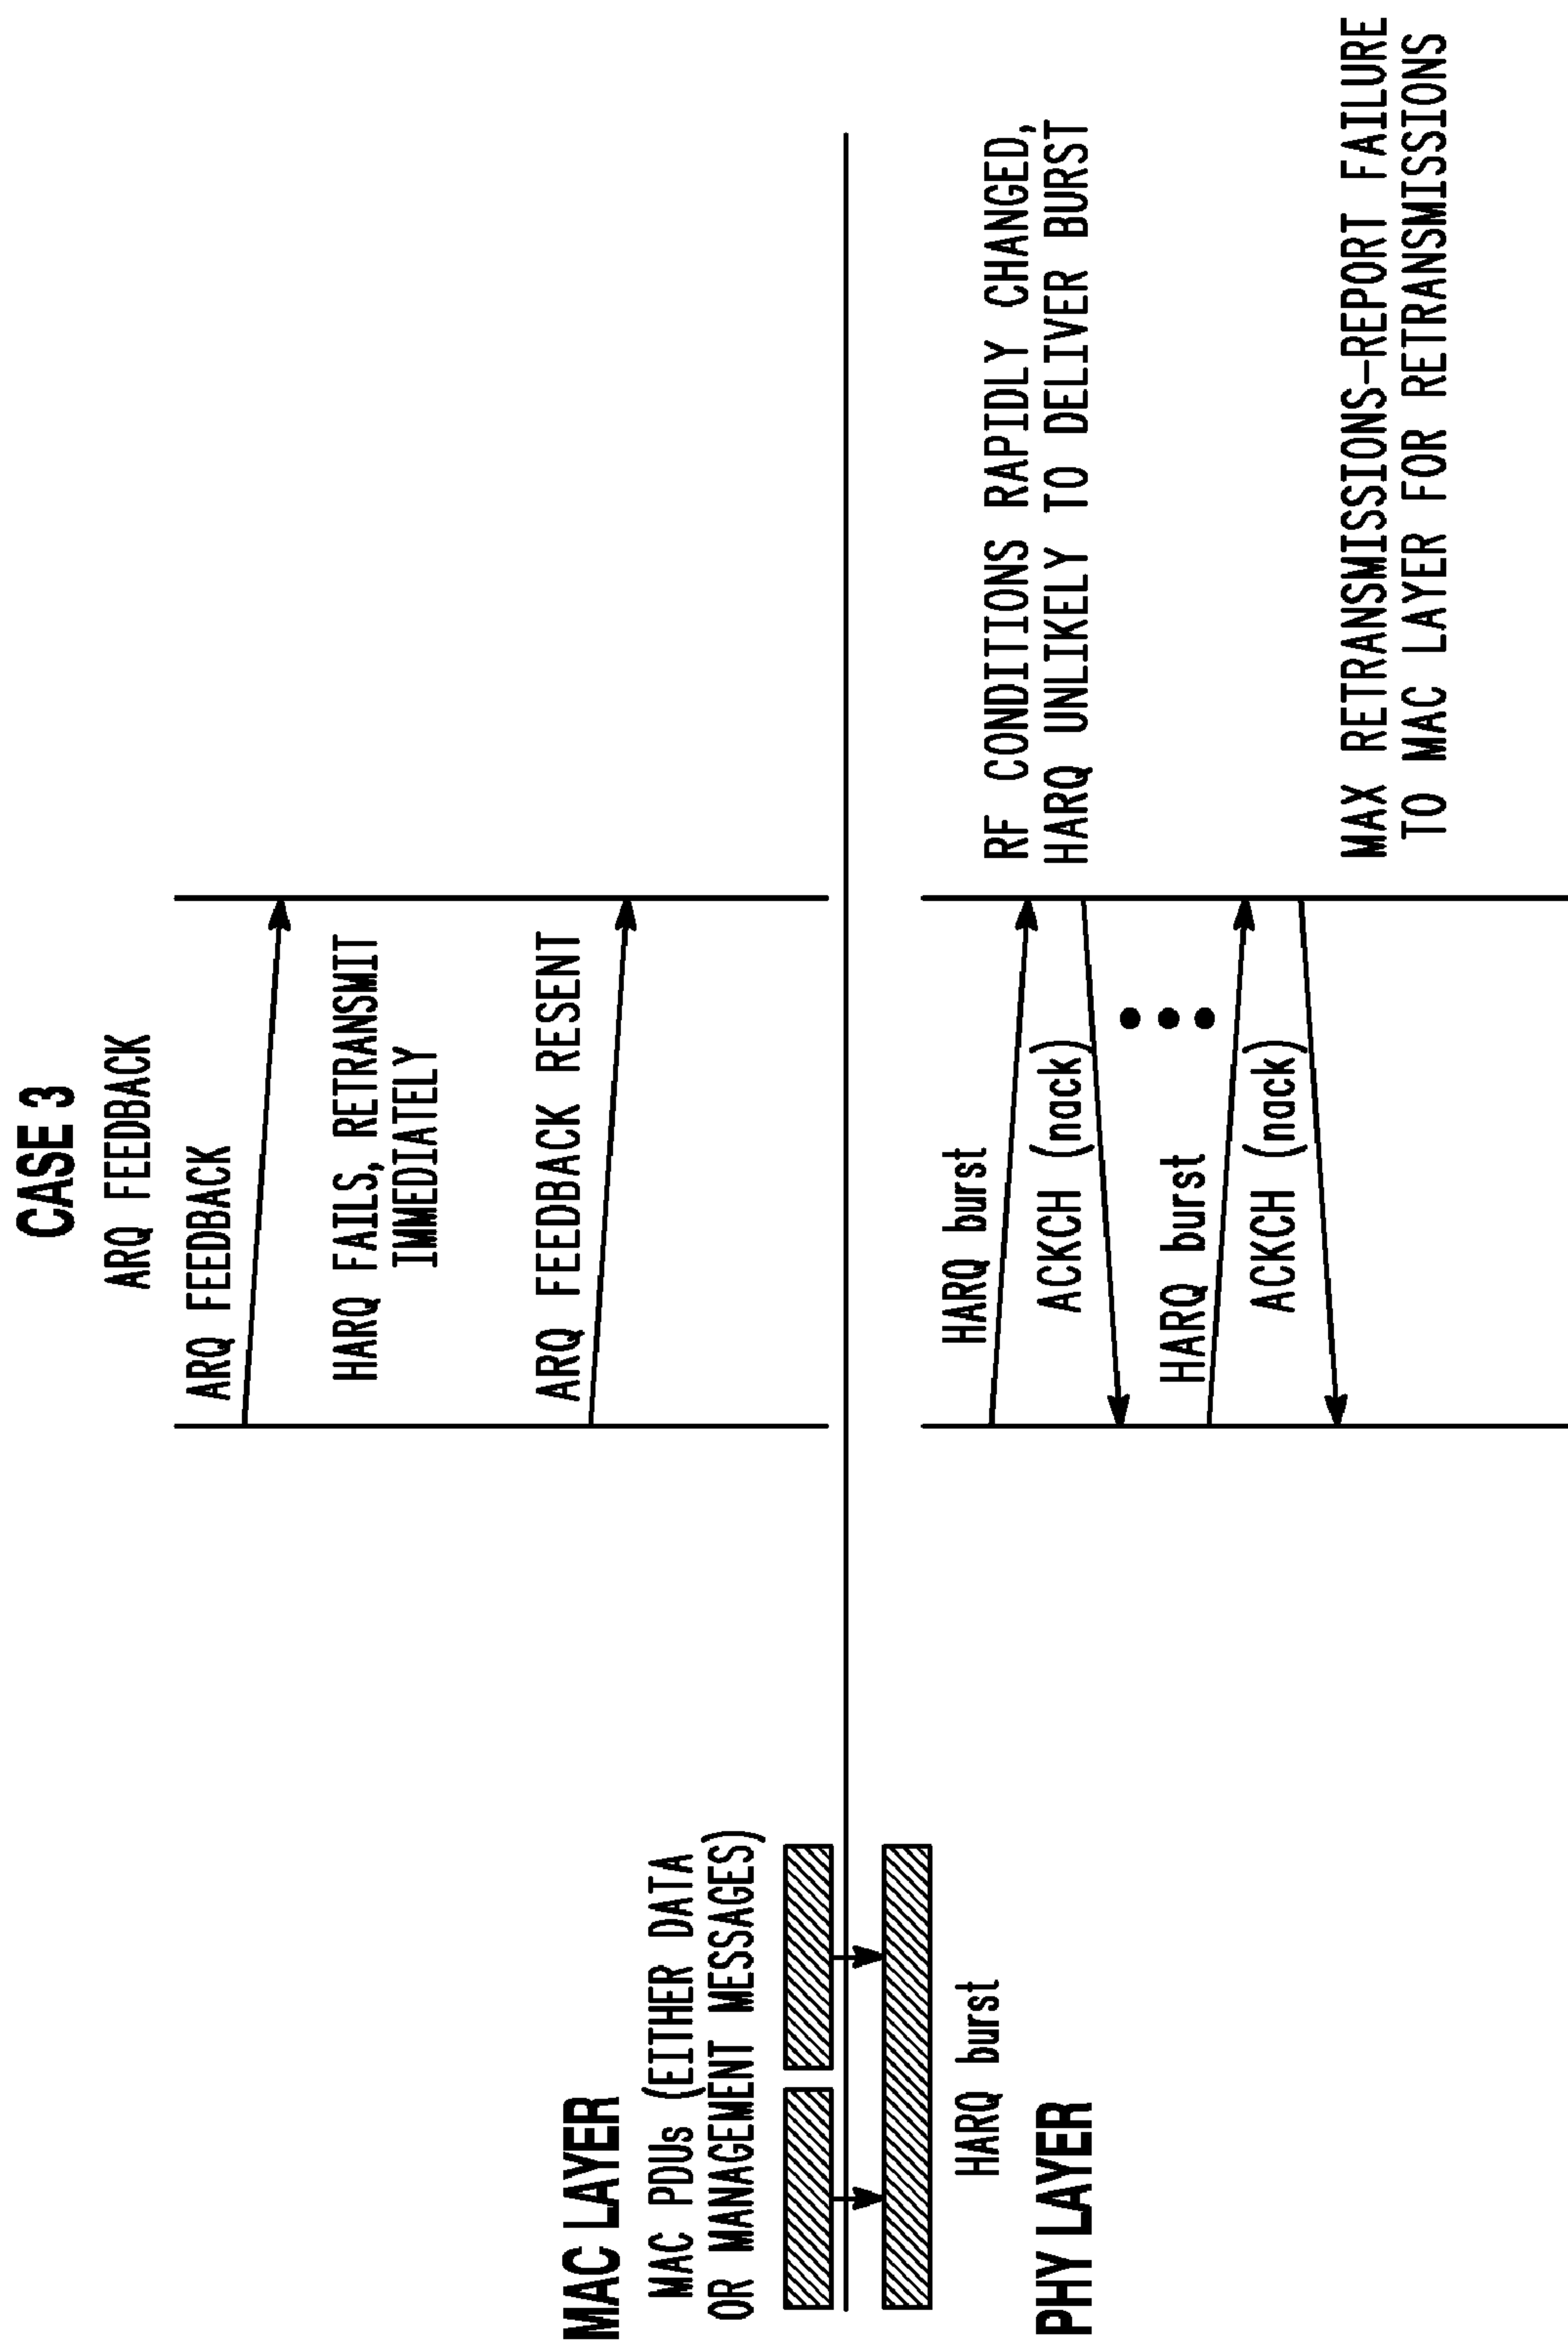 CASE 3
ARQ FEEDBACK
ARQ FEEDBACK
HARQ FAILS, RETRANSMIT
IMMEDIATELY
ARQ FEEDBACK RESENT
MAC LAYER
MAC PDUs (EITHER DATA
OR MANAGEMENT MESSAGES)
HARQ burst
PHY LAYER
HARQ burst
ACKCH (nack)
HARQ burst
ACKCH (nack)
RF CONDITIONS RAPIDLY CHANGED,
HARQ UNLIKELY TO DELIVER BURST
MAX RETRANSMISSIONS-REPORT FAILURE
TO MAC LAYER FOR RETRANSMISSIONS